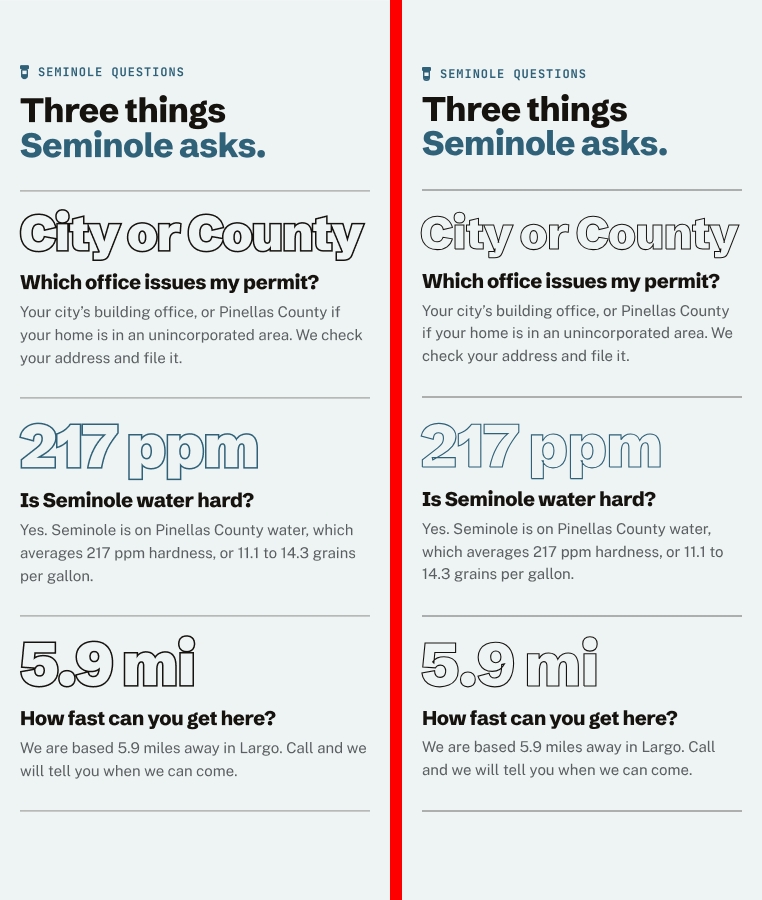 SEMINOLE QUESTIONS
Three things
Seminole asks.
City or County
Which office issues my permit?
Your city’s building office, or Pinellas County if
your home is in an unincorporated area. We check
your address and file it.
217 ppm
Is Seminole water hard?
Yes. Seminole is on Pinellas County water, which
averages 217 ppm hardness, or 11.1 to 14.3 grains
per gallon.
5.9 mi
How fast can you get here?
We are based 5.9 miles away in Largo. Call and we
will tell you when we can come.
SEMINOLE QUESTIONS
Three things
Seminole asks.
City or County
Which office issues my permit?
Your city’s building office, or Pinellas County
if your home is in an unincorporated area. We
check your address and file it.
217 ppm
Is Seminole water hard?
Yes. Seminole is on Pinellas County water,
which averages 217 ppm hardness, or 11.1 to
14.3 grains per gallon.
5.9 mi
How fast can you get here?
We are based 5.9 miles away in Largo. Call
and we will tell you when we can come.